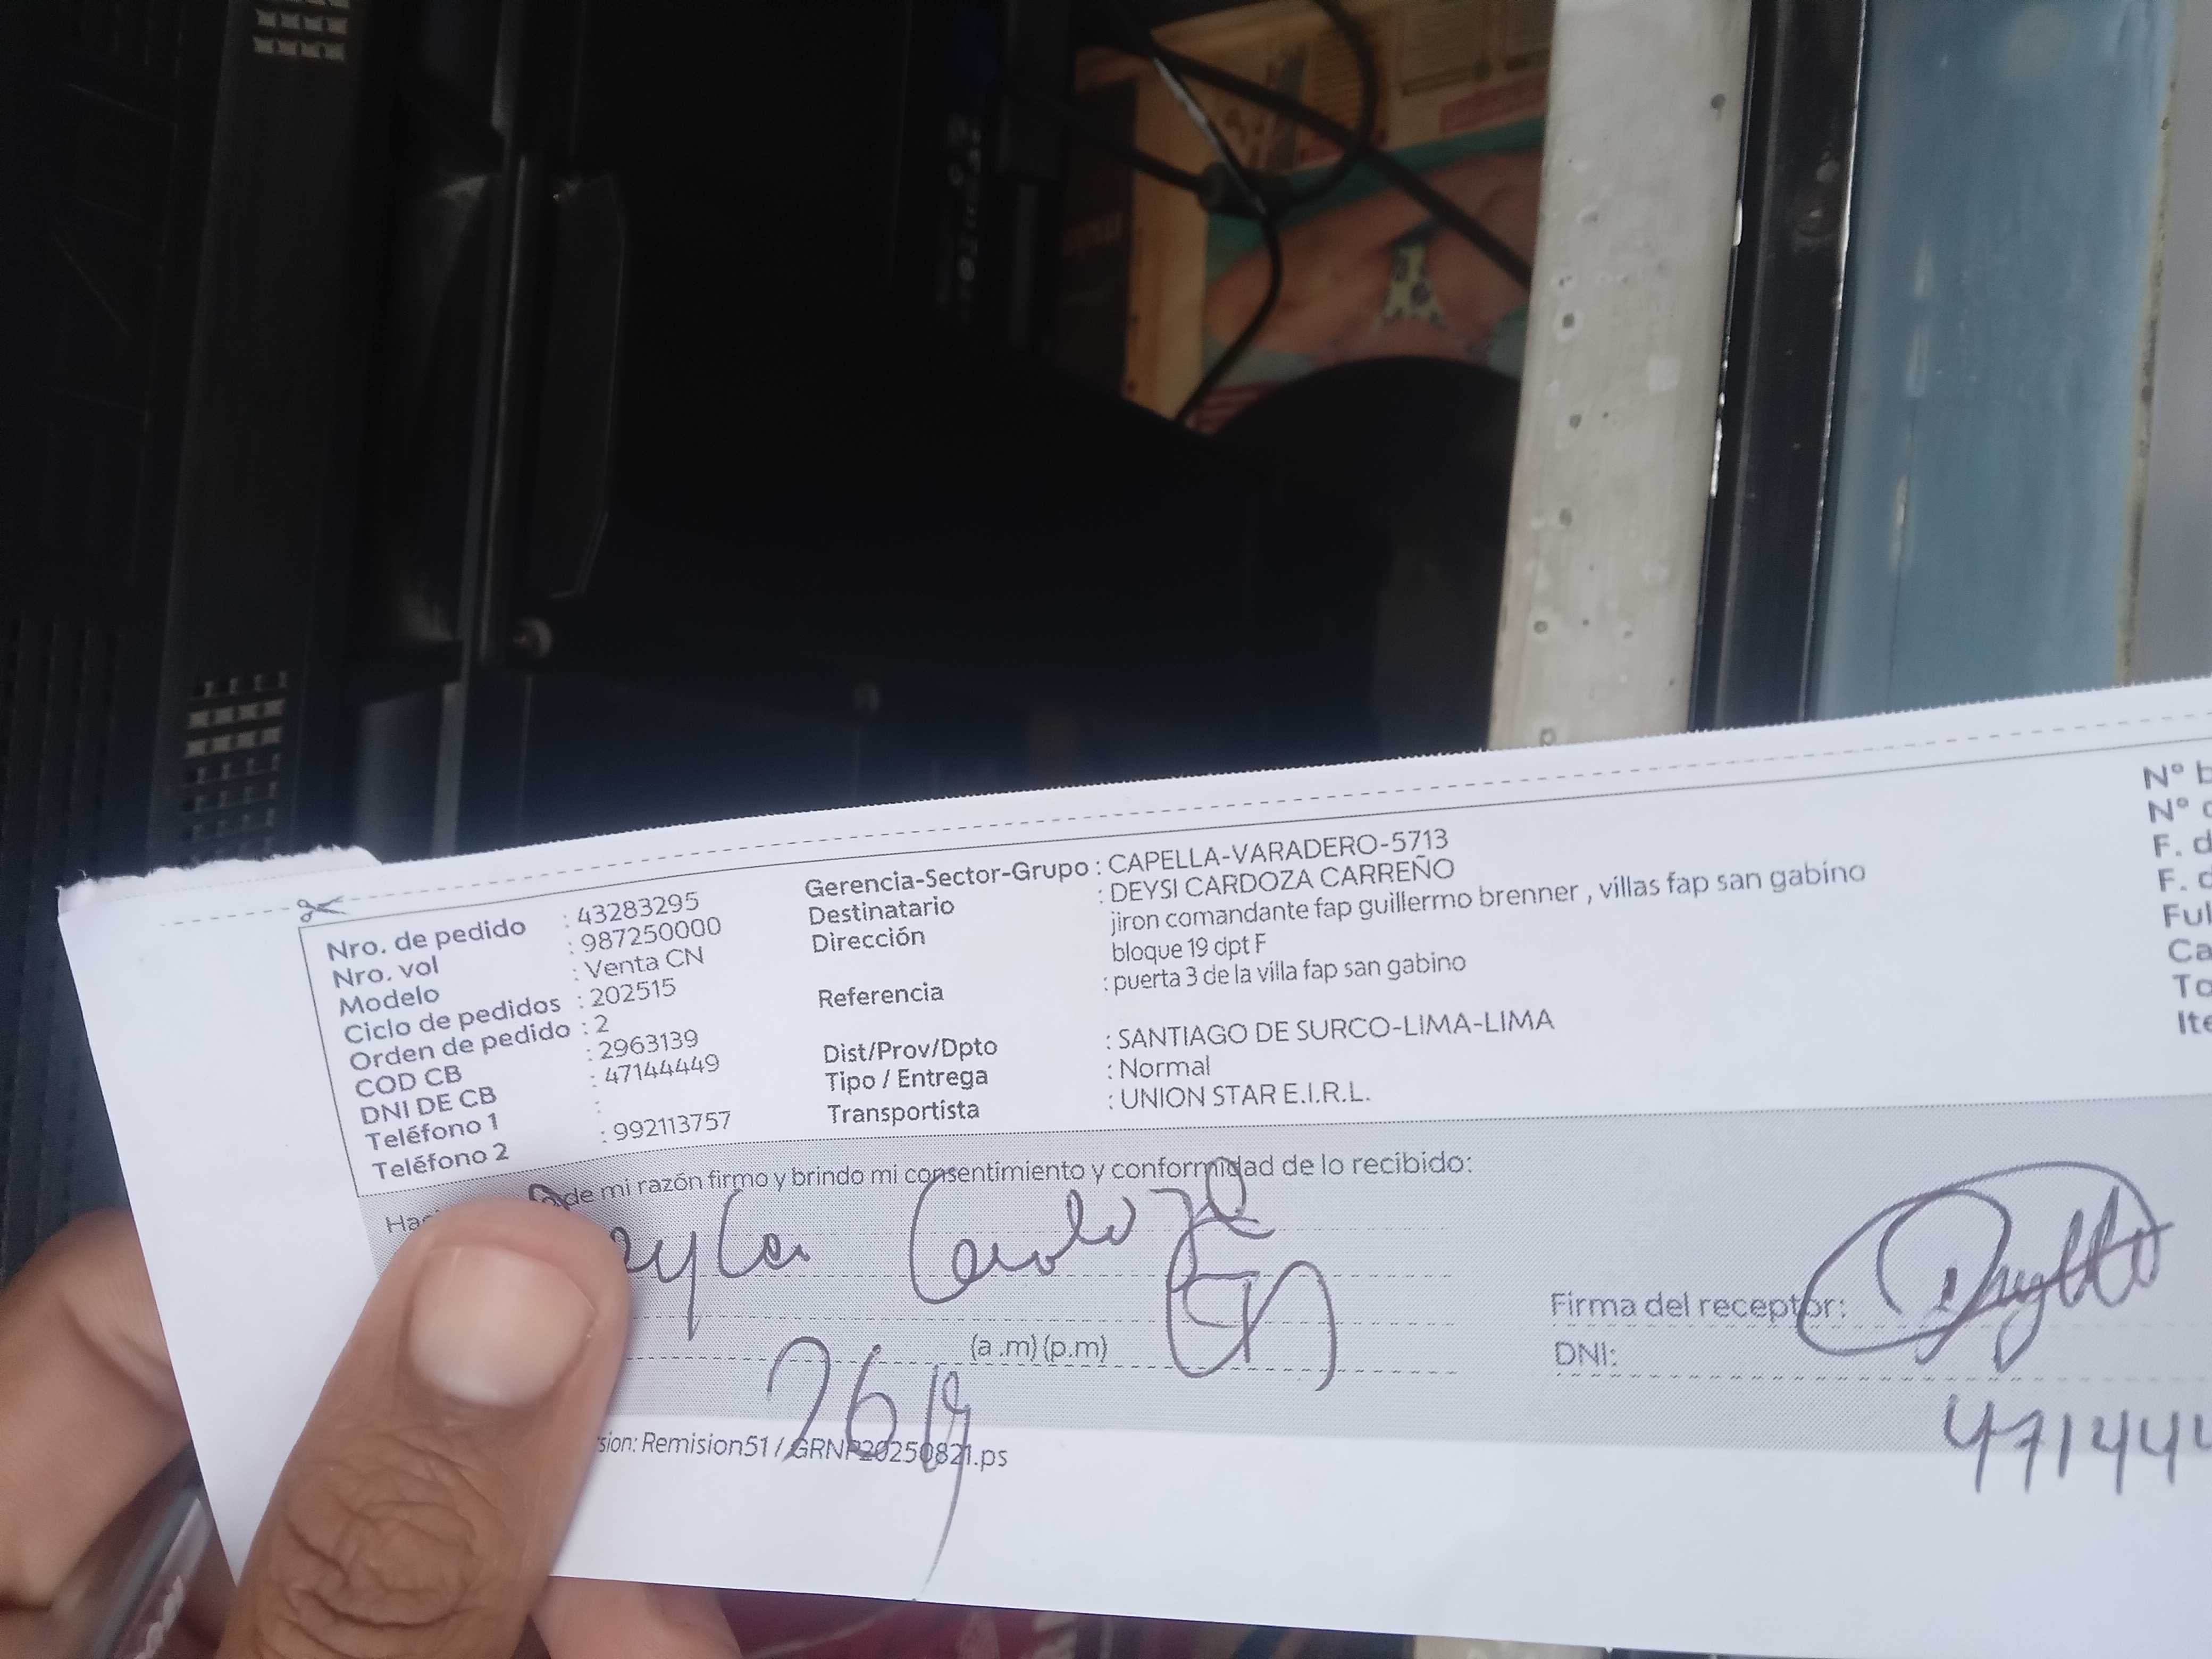 Nro. de pedido : 43283295
Nro. vol : 987250000
Modelo : Venta CN
Ciclo de pedidos : 202515
Orden de pedido : 2
COD CB : 2963139
DNI DE CB : 47144449
Teléfono 1 :
Teléfono 2 : 992113757
Gerencia-Sector-Grupo : CAPELLA-VARADERO-5713
Destinatario : DEYSI CARDOZA CARREÑO
Dirección jiron comandante fap guillermo brenner , villas fap san gabino
bloque 19 dpt F
Referencia : puerta 3 de la villa fap san gabino
Dist/Prov/Dpto : SANTIAGO DE SURCO-LIMA-LIMA
Tipo / Entrega : Normal
Transportista : UNION STAR E.I.R.L.
N°
N°
F. d
F. d
Ful
Ca
To
Ite
de mi razón firmo y brindo mi consentimiento y conformidad de lo recibido:
Cardoza
(a .m) (p.m)
Firma del receptor:
DNI:
471444
sion: Remision51 / GRNP20250821.ps